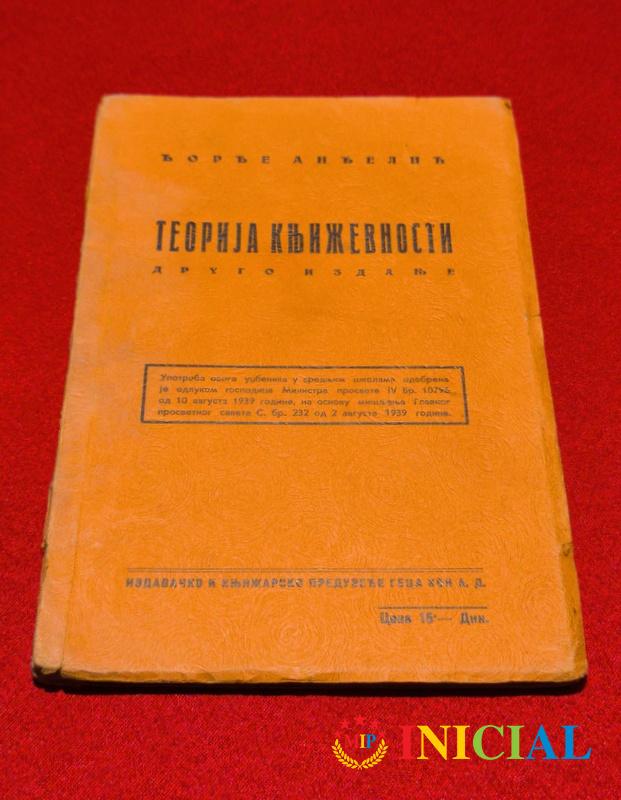 ЂОРЂЕ АНЂЕЛИЋ
ТЕОРИЈА КЊИЖЕВНОСТИ
ДРУГО ИЗДАЊЕ
Употреба овога уџбеника у средњим школама одобрена
је одлуком господина Министра просвете IV Бр.
од 10 августа 1939 године, на основу мишљења Главног
просветног савета С. бр. 232 од 2 августа 1939 године.
ИЗДАВАЧКО И КЊИЖАРСКО ПРЕДУЗЕЋЕ ГЕЦА КОН А. Д.
Цена 15·— Дин.
MIP INICIAL